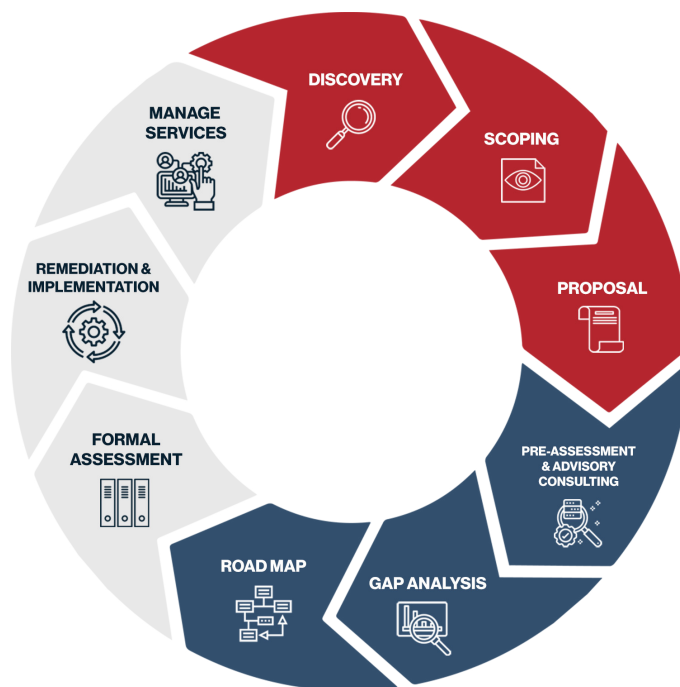 DISCOVERY
SCOPING
PROPOSAL
PRE-ASSESSMENT
& ADVISORY
CONSULTING
GAP ANALYSIS
ROAD MAP
FORMAL
ASSESSMENT
REMEDIATION &
IMPLEMENTATION
MANAGE
SERVICES